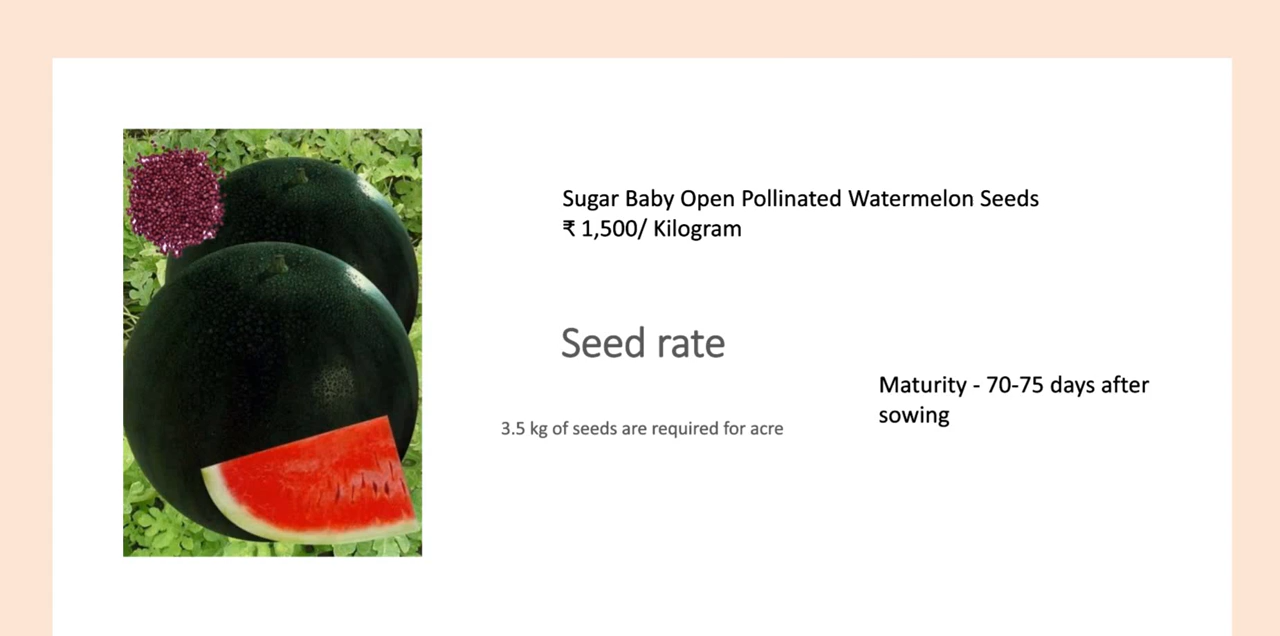 Sugar Baby Open Pollinated Watermelon Seeds
₹ 1,500/ Kilogram
Seed rate
3.5 kg of seeds are required for acre
Maturity - 70-75 days after
sowing